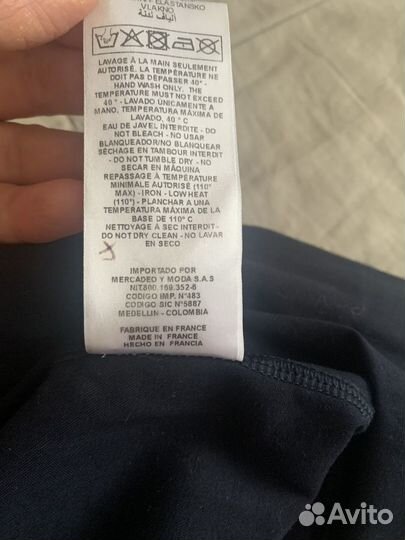 ELASTANSKO
VLAKNO
ألياف لدنة
LAVAGE À LA MAIN SEULEMENT
AUTORISÉ. LA TEMPÉRATURE NE
DOIT PAS DÉPASSER 40° -
HAND WASH ONLY. THE
TEMPERATURE MUST NOT EXCEED
40 ° - LAVADO ÚNICAMENTE A
MANO, TEMPERATURA MÁXIMA DE
LAVADO, 40 ° C
EAU DE JAVEL INTERDITE - DO
NOT BLEACH - NO USAR
BLANQUEADOR/NO BLANQUEAR
SÉCHAGE EN TAMBOUR INTERDIT
- DO NOT TUMBLE DRY - NO
SECAR EN MÁQUINA
REPASSAGE À TEMPÉRATURE
MINIMALE AUTORISÉ (110°
MAX) - IRON - LOW HEAT
(110°) - PLANCHAR A UNA
TEMPERATURA MÁXIMA DE LA
BASE DE 110° C
NETTOYAGE À SEC INTERDIT -
DO NOT DRY CLEAN - NO LAVAR
EN SECO
IMPORTADO POR
MERCADEO Y MODA S.A.S
NIT.800.169.352-6
CODIGO IMP. N°483
CODIGO SIC N°5887
MEDELLIN - COLOMBIA
FABRIQUE EN FRANCE
MADE IN FRANCE
HECHO EN FRANCIA
Avito